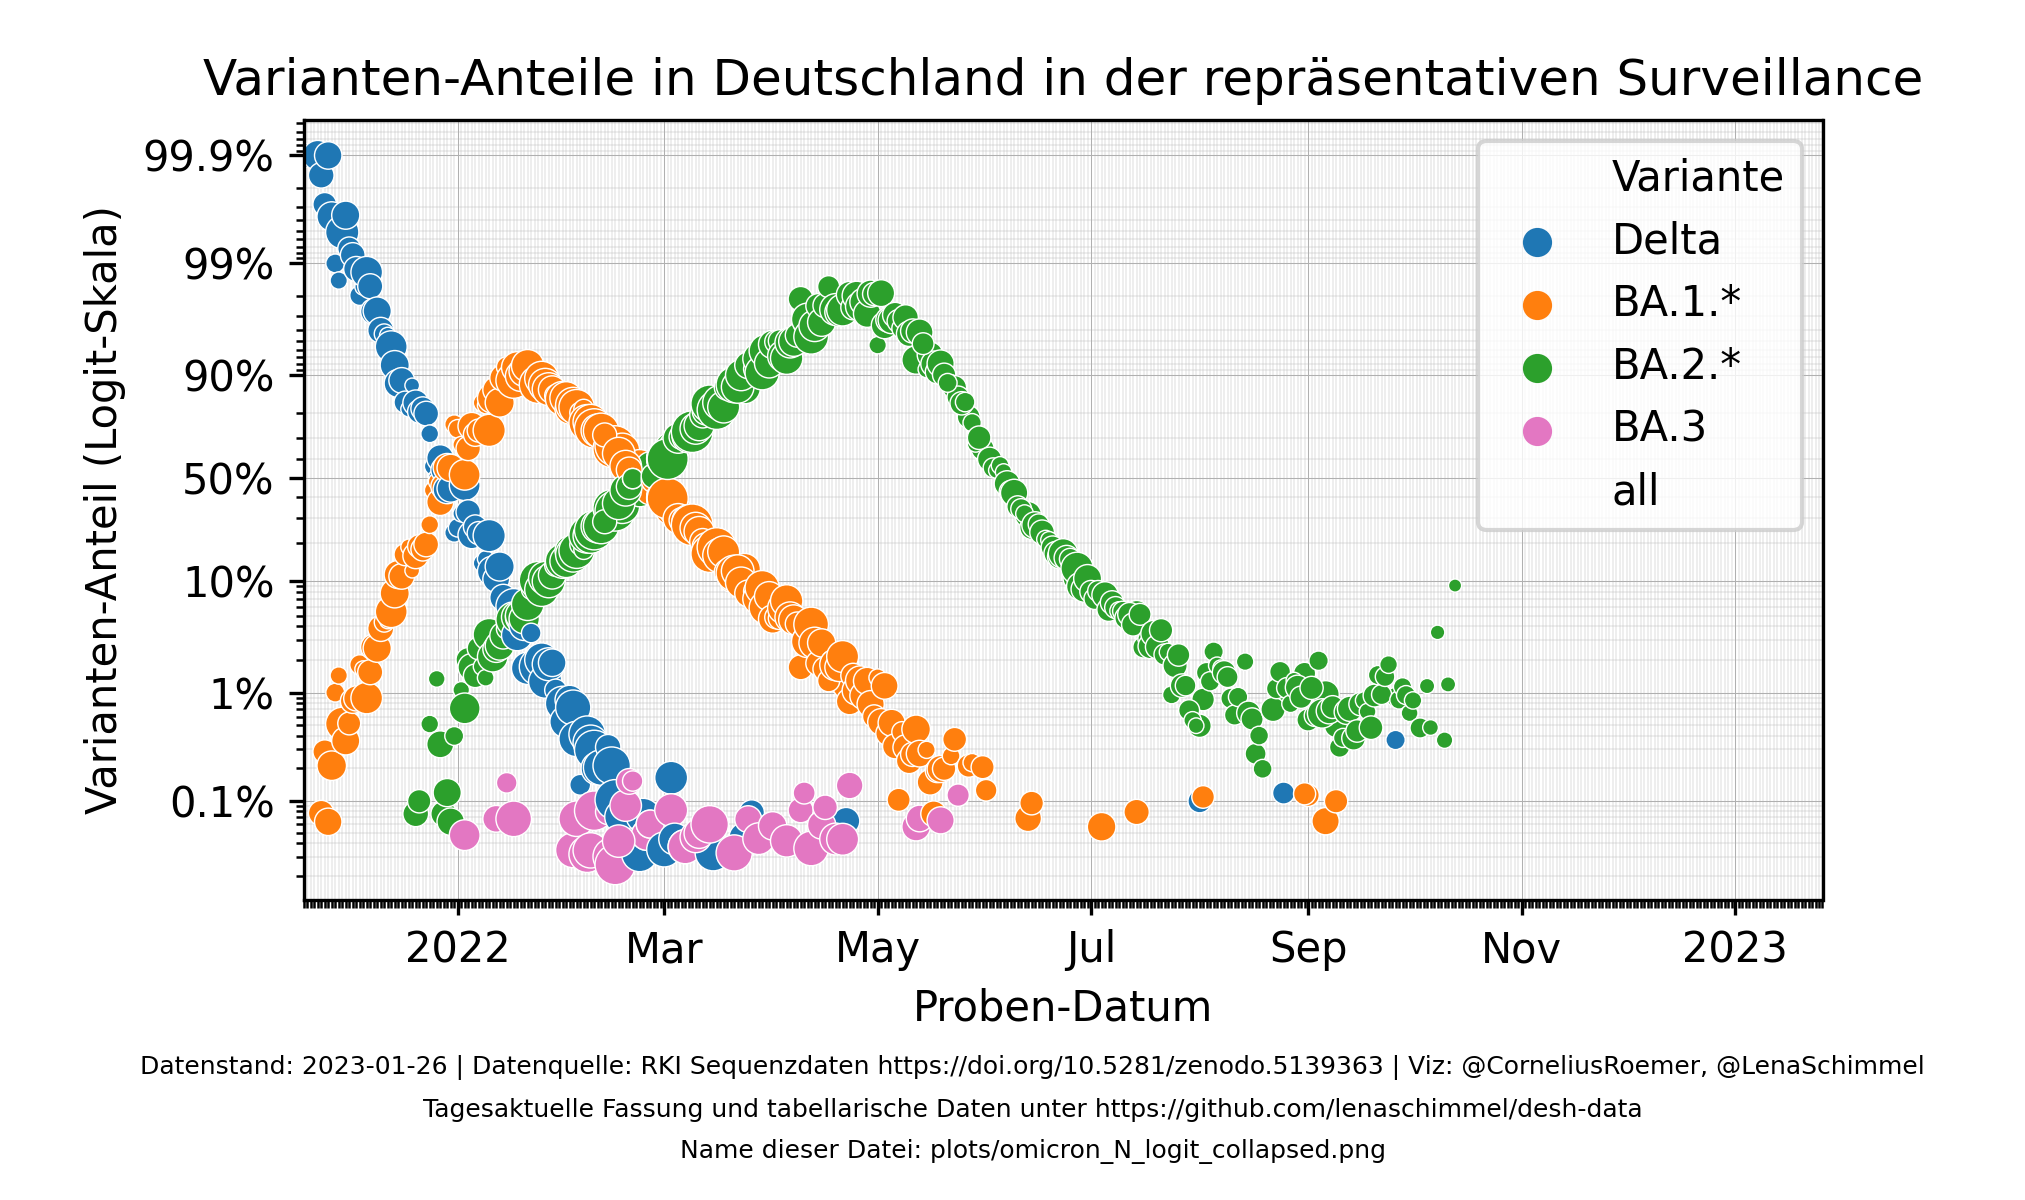 Varianten-Anteile in Deutschland in der repräsentativen Surveillance
Varianten-Anteil (Logit-Skala)
99.9%
99%
90%
50%
10%
1%
0.1%
Variante
Delta
BA.1.*
BA.2.*
BA.3
all
2022
Mar
May
Jul
Sep
Nov
2023
Proben-Datum
Datenstand: 2023-01-26 | Datenquelle: RKI Sequenzdaten https://doi.org/10.5281/zenodo.5139363 | Viz: @CorneliusRoemer, @LenaSchimmel
Tagesaktuelle Fassung und tabellarische Daten unter https://github.com/lenaschimmel/desh-data
Name dieser Datei: plots/omicron_N_logit_collapsed.png